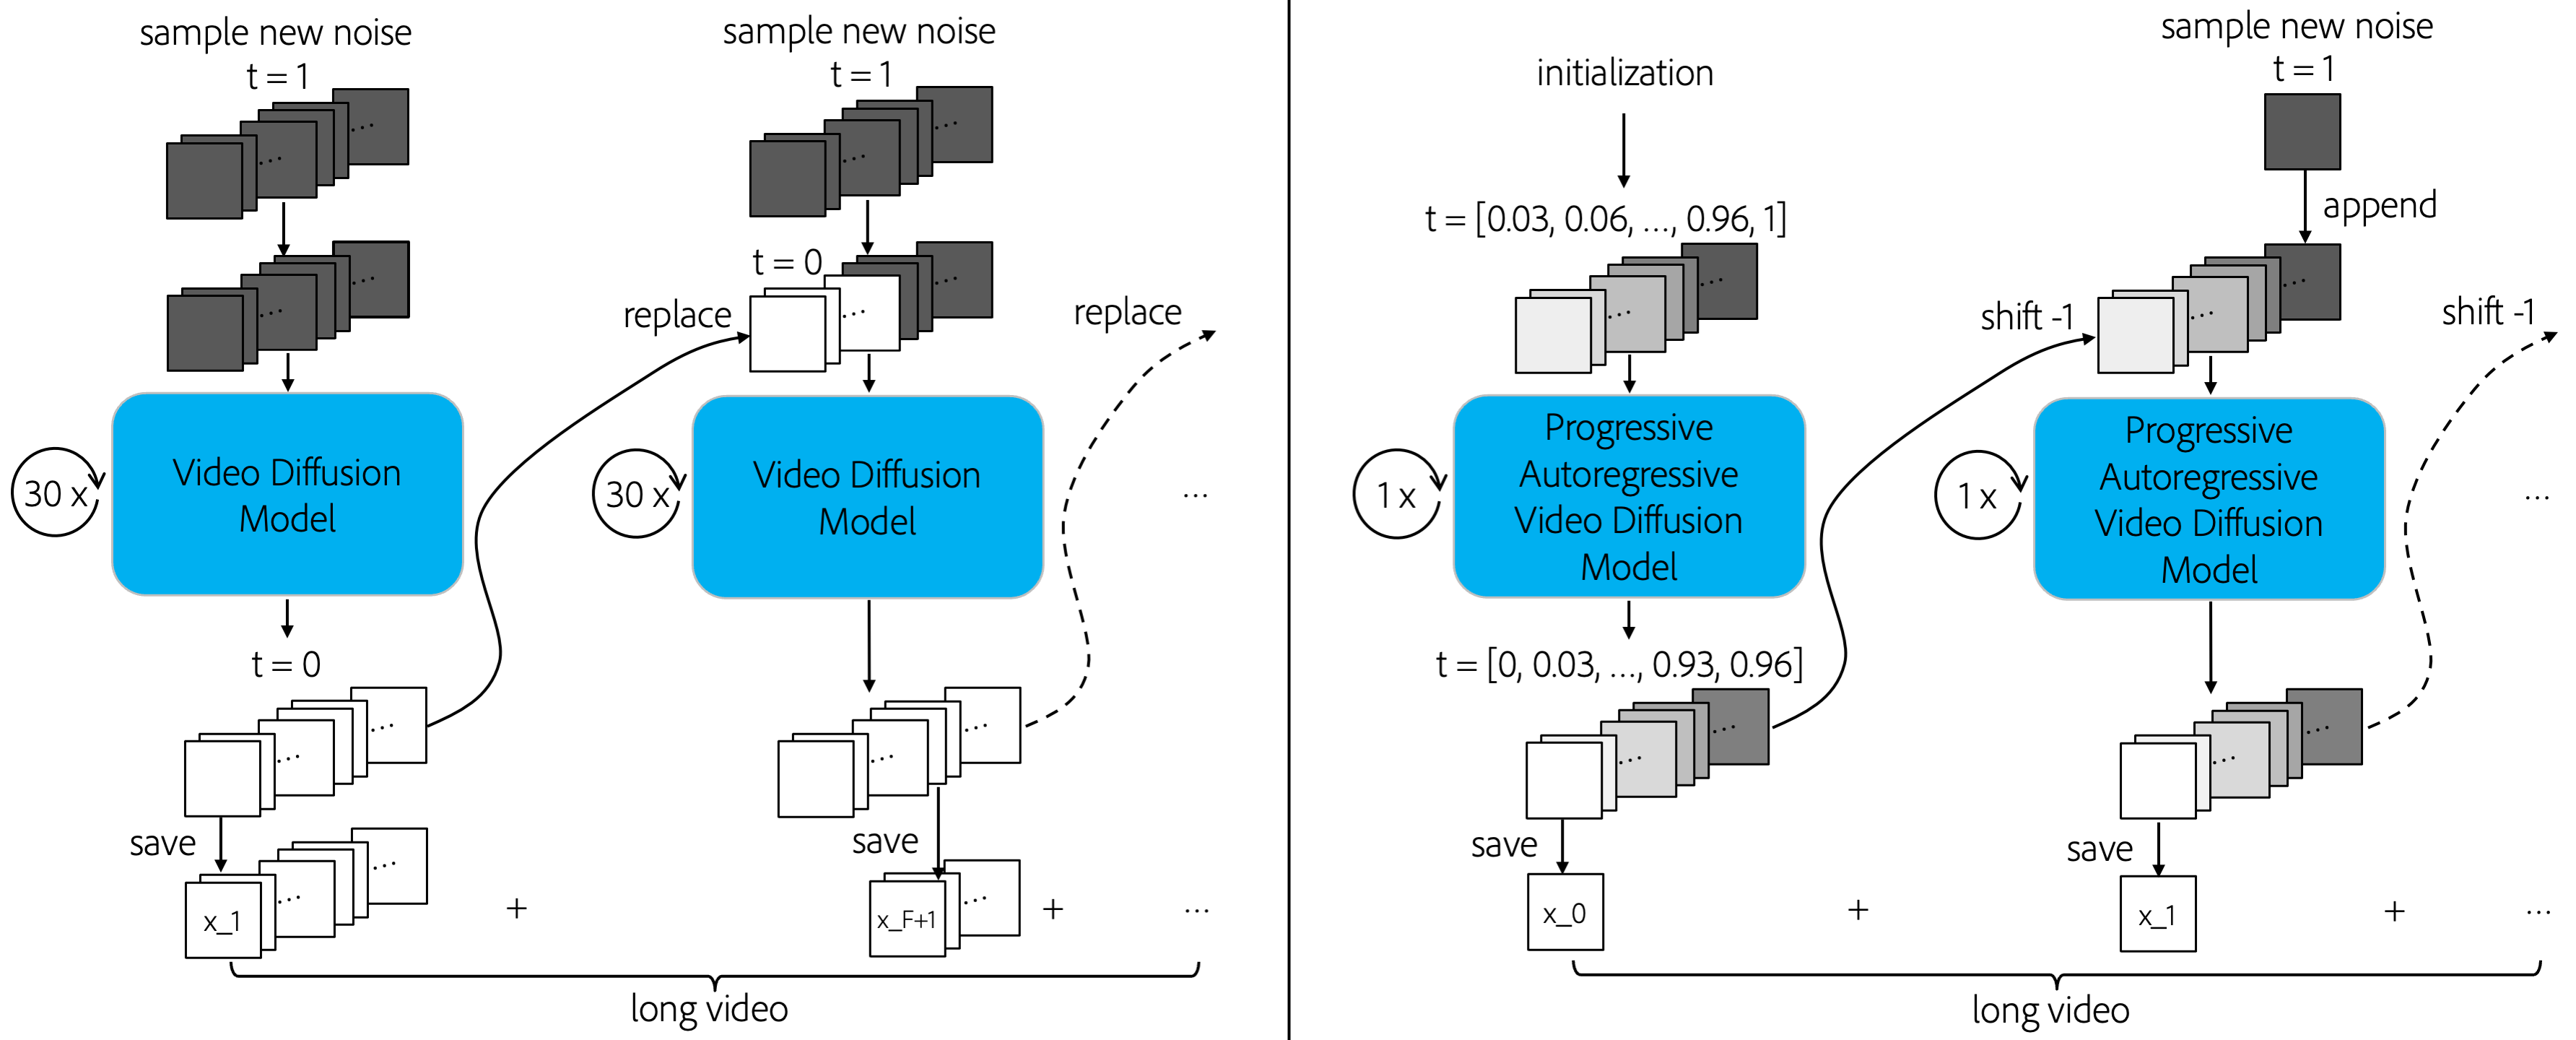 sample new noise
t = 1
30 x
Video Diffusion
Model
t = 0
save
x_1
+
sample new noise
t = 1
t = 0
replace
30 x
Video Diffusion
Model
save
x_F+1
+
replace
...
...
long video
initialization
t = [0.03, 0.06, ..., 0.96, 1]
1 x
Progressive
Autoregressive
Video Diffusion
Model
t = [0, 0.03, ..., 0.93, 0.96]
save
x_0
+
sample new noise
t = 1
append
shift -1
1 x
Progressive
Autoregressive
Video Diffusion
Model
save
x_1
+
shift -1
...
...
long video